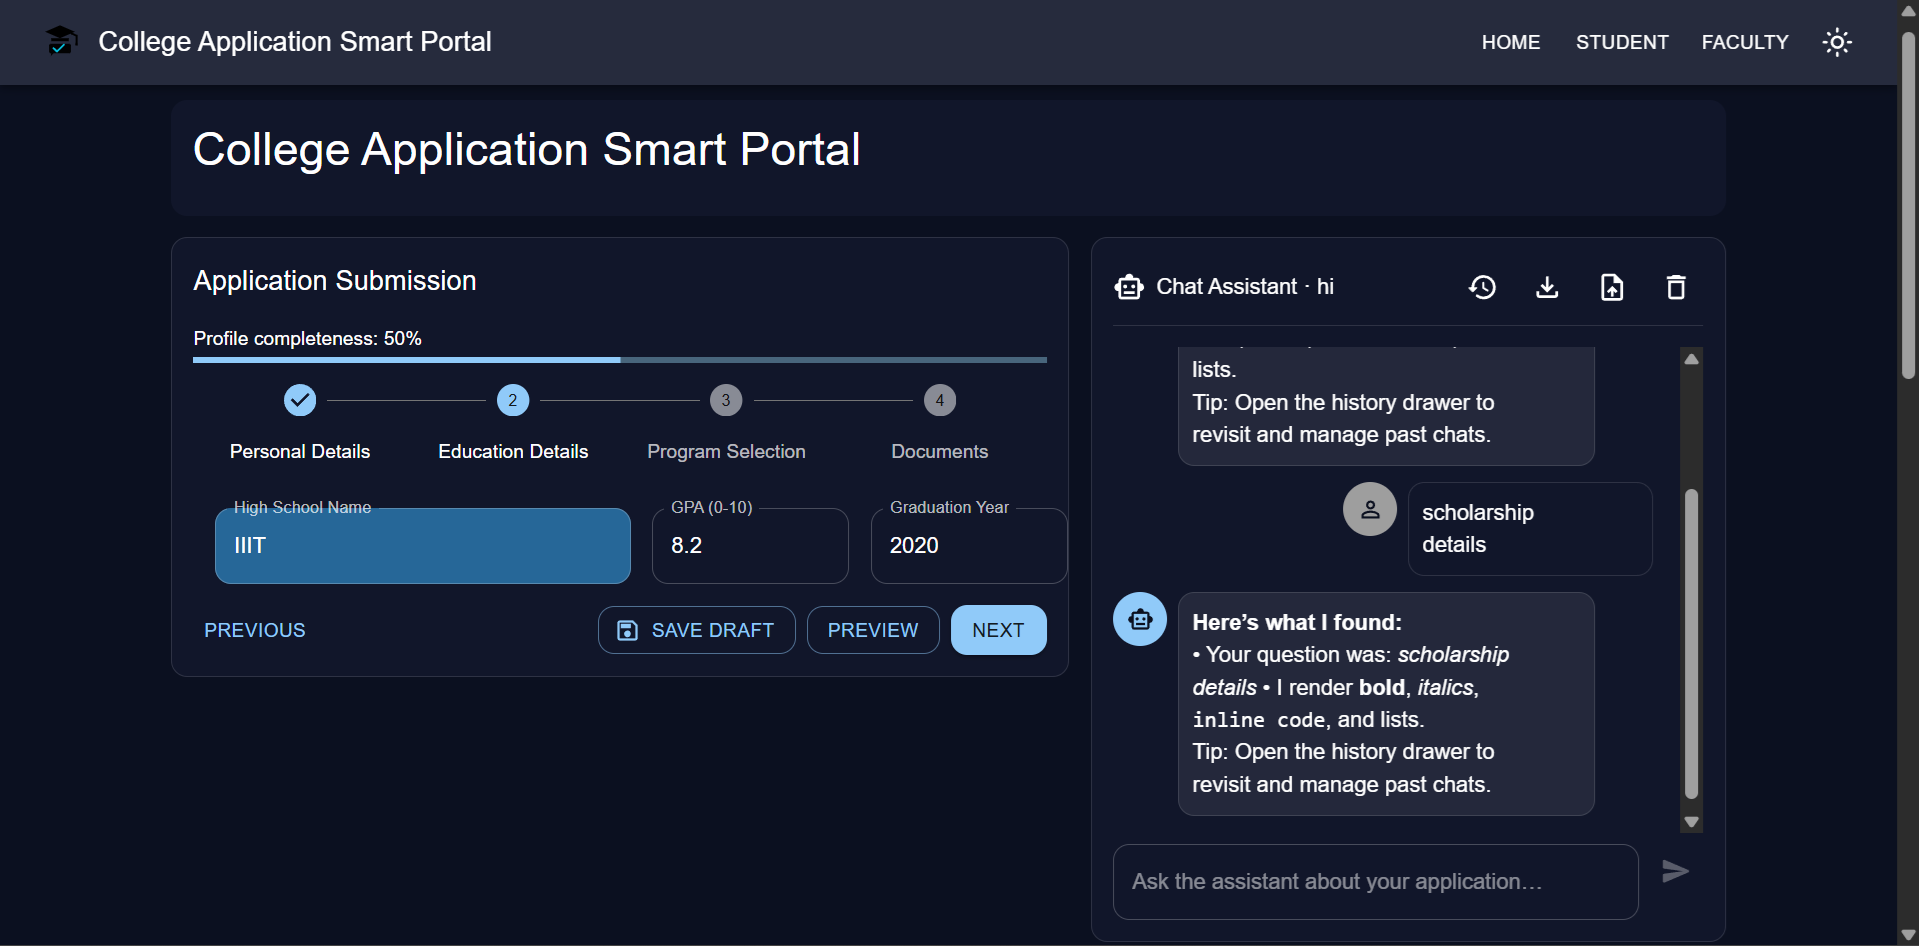 College Application Smart Portal
HOME
STUDENT
FACULTY
College Application Smart Portal
Application Submission
Profile completeness: 50%
2
3
4
Personal Details
Education Details
Program Selection
Documents
High School Name
IIIT
GPA (0-10)
8.2
Graduation Year
2020
PREVIOUS
SAVE DRAFT
PREVIEW
NEXT
Chat Assistant · hi
lists.
Tip: Open the history drawer to
revisit and manage past chats.
scholarship
details
Here’s what I found:
• Your question was: scholarship
details • I render bold, italics,
inline code, and lists.
Tip: Open the history drawer to
revisit and manage past chats.
Ask the assistant about your application…